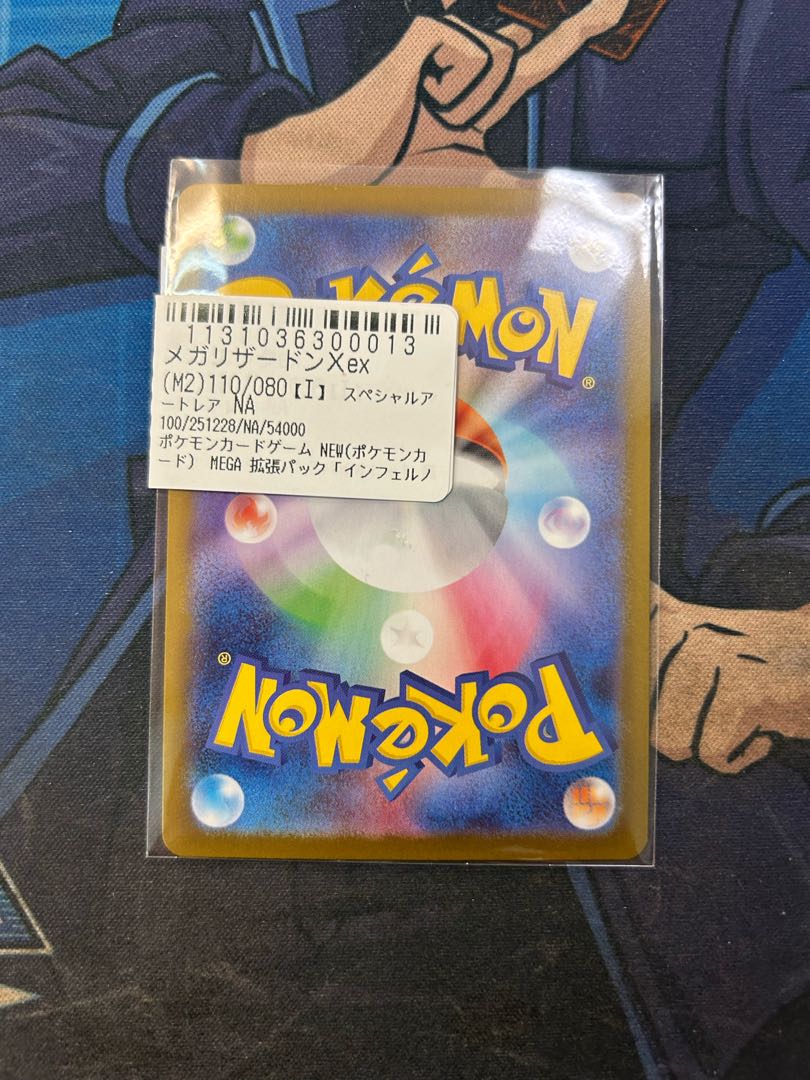 POKéMON
®
1131036300013
メガリザードンXex
(M2)110/080【I】 スペシャルア
ートレア NA
100/251228/NA/54000
ポケモンカードゲーム NEW(ポケモンカ
ード) MEGA 拡張パック「インフェルノ
®
POKéMON